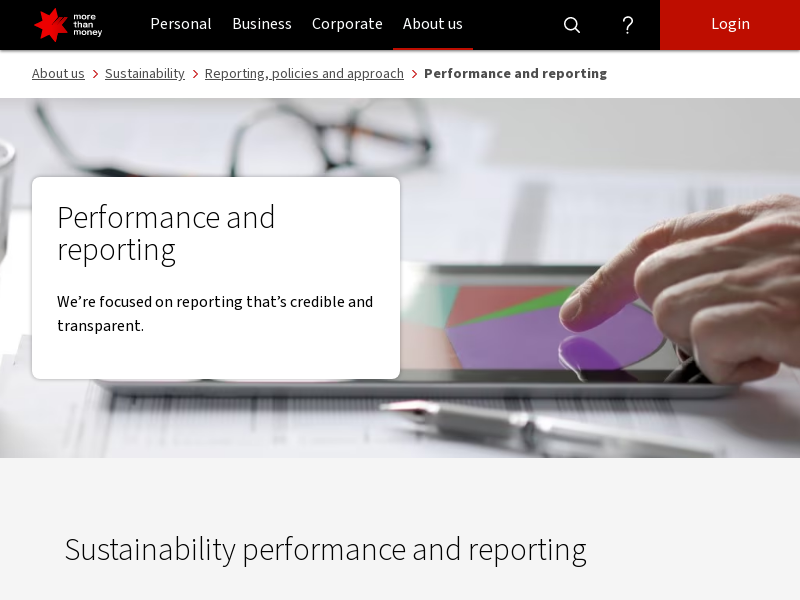 more
than
money
Personal
Business
Corporate
About us
Login
About us
Sustainability
Reporting, policies and approach
Performance and reporting
Performance and
reporting
We’re focused on reporting that’s credible and
transparent.
Sustainability performance and reporting